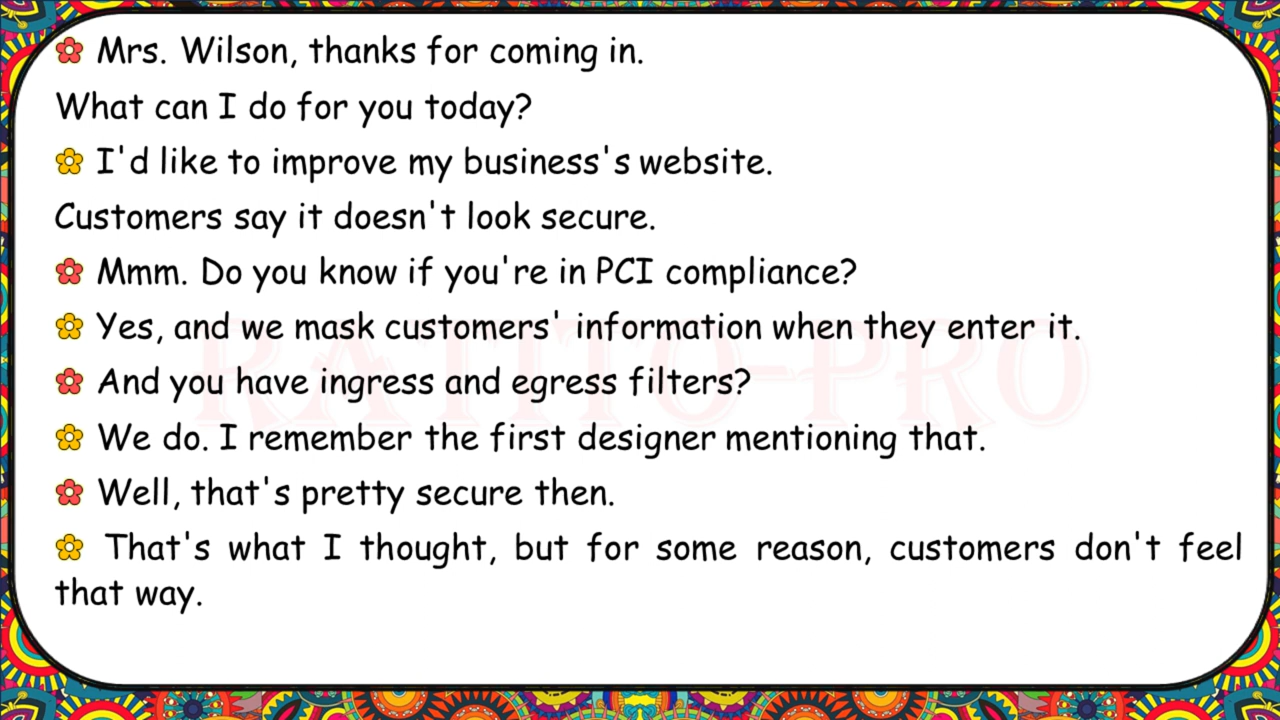 Mrs. Wilson, thanks for coming in.
What can I do for you today?
I'd like to improve my business's website.
Customers say it doesn't look secure.
Mmm. Do you know if you're in PCI compliance?
Yes, and we mask customers' information when they enter it.
And you have ingress and egress filters?
We do. I remember the first designer mentioning that.
Well, that's pretty secure then.
That's what I thought, but for some reason, customers don't feel
that way.
RATITO-PRO